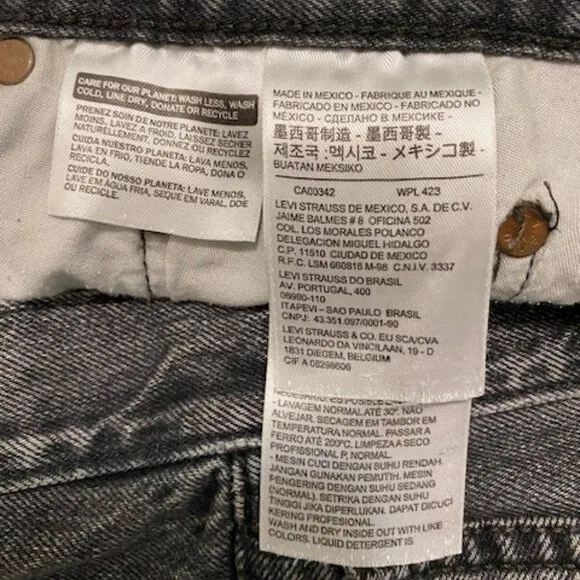 CARE FOR OUR PLANET: WASH LESS, WASH
COLD, LINE DRY, DONATE OR RECYCLE
PRENEZ SOIN DE NOTRE PLANETE: LAVEZ
MOINS, LAVEZ À FROID, LAISSEZ SÉCHER
NATURELLEMENT, DONNEZ OU RECYCLEZ
CUIDA NUESTRO PLANETA: LAVA MENOS,
LAVA EN FRIO, TIENDE LA ROPA, DONA O
RECICLA.
CUIDE DO NOSSO PLANETA: LAVE MENOS,
LAVE EM ÁGUA FRIA, SEQUE EM VARAL, DOE
OU RECICLE.
MADE IN MEXICO - FABRIQUE AU MEXIQUE -
FABRICADO EN MEXICO - FABRICADO NO
MÉXICO - СДЕЛАНО В МЕКСИКЕ -
墨西哥制造 - 墨西哥製 -
제조국 :멕시코 - メキシコ製 -
BUATAN MEKSIKO
CA00342 WPL 423
LEVI STRAUSS DE MEXICO, S.A. DE C.V.
JAIME BALMES # 8 OFICINA 502
COL. LOS MORALES POLANCO
DELEGACION MIGUEL HIDALGO
C.P. 11510 CIUDAD DE MEXICO
R.F.C. LSM 660818 M-98 C.N.I.V. 3337
LEVI STRAUSS DO BRASIL
AV. PORTUGAL, 400
06690-110
ITAPEVI - SAO PAULO BRASIL
CNPJ: 43.351.097/0001-90
LEVI STRAUSS & CO. EU SCA/CVA
LEONARDO DA VINCILAAN, 19 - D
1831 DIEGEM, BELGIUM
CIF A 08298606
- LAVAGEM NORMAL ATÉ 30º. NÃO
ALVEJAR. SECAGEM EM TAMBOR EM
TEMPERATURA NORMAL. PASSAR A
FERRO ATÉ 200ºC. LIMPEZA A SECO
PROFISSIONAL P, NORMAL.
- MESIN CUCI DENGAN SUHU RENDAH.
JANGAN GUNAKAN PEMUTIH. MESIN
PENGERING DENGAN SUHU SEDANG
(NORMAL). SETRIKA DENGAN SUHU
TINGGI JIKA DIPERLUKAN. DAPAT DICUCI
KERING PROFESIONAL.
WASH AND DRY INSIDE OUT WITH LIKE
COLORS. LIQUID DETERGENT IS